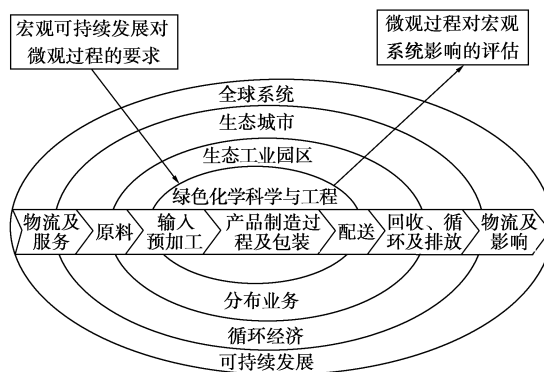 宏观可持续发展对
微观过程的要求
微观过程对宏观
系统影响的评估
全球系统
生态城市
生态工业园区
绿色化学科学与工程
物流及
服务
原料
输入
预加工
产品制造过
程及包装
配送
回收、循
环及排放
物流及
影响
分布业务
循环经济
可持续发展